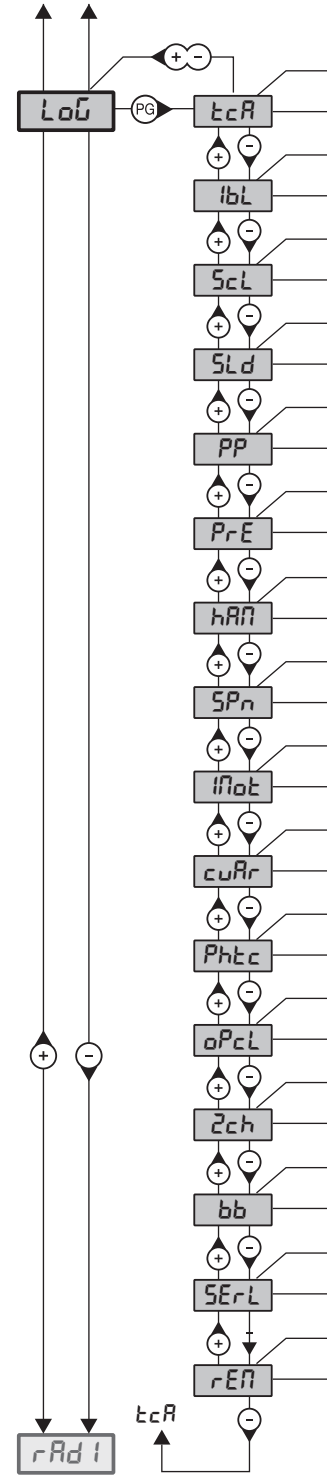 + -
LoG PG tcA
+ -
IbL
+ -
ScL
+ -
SLd
+ -
PP
+ -
PrE
+ -
hAM
+ -
SPn
+ -
IMot
+ -
cuAr
+ -
Phtc
+ -
oPcL
+ - + -
2ch
+ -
bb
+ -
SErL
+ -
rEM
tcA -
rAd1